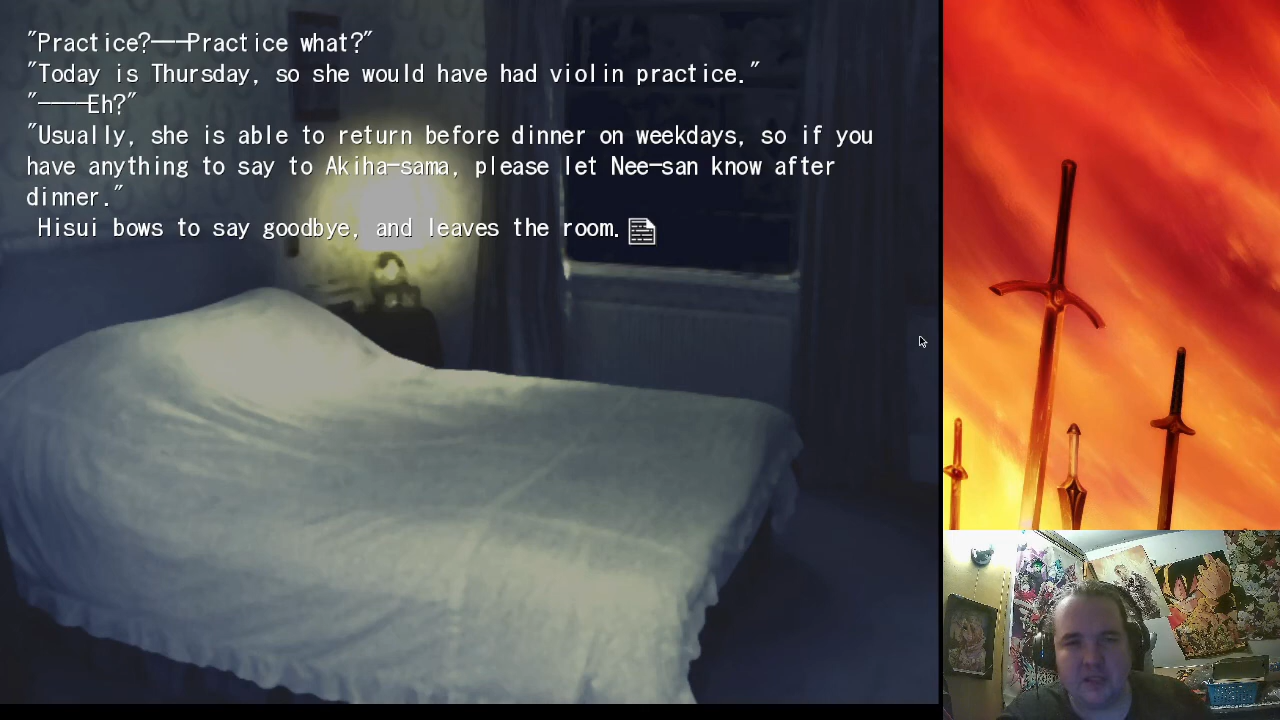 "Practice?―――Practice what?"
"Today is Thursday, so she would have had violin practice."
"――――Eh?"
"Usually, she is able to return before dinner on weekdays, so if you
have anything to say to Akiha-sama, please let Nee-san know after
dinner."
Hisui bows to say goodbye, and leaves the room.